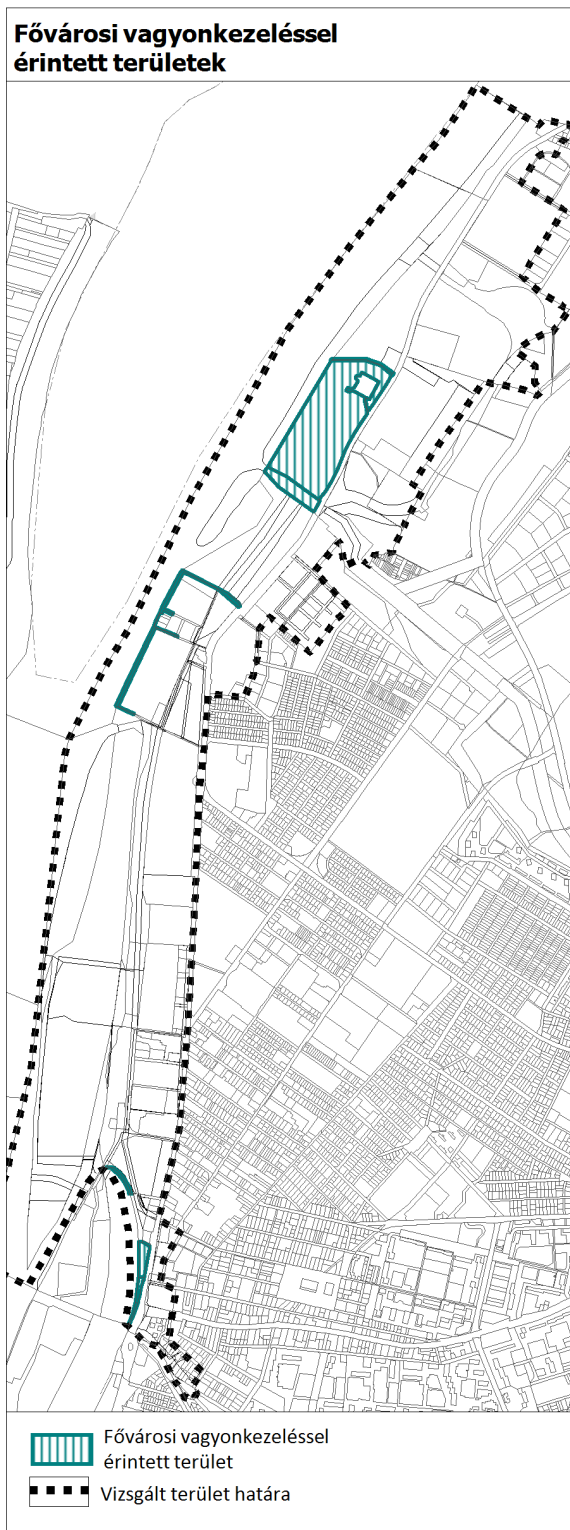 Fővárosi vagyonkezeléssel
érintett területek
Fővárosi vagyonkezeléssel
érintett terület
Vizsgált terület határa